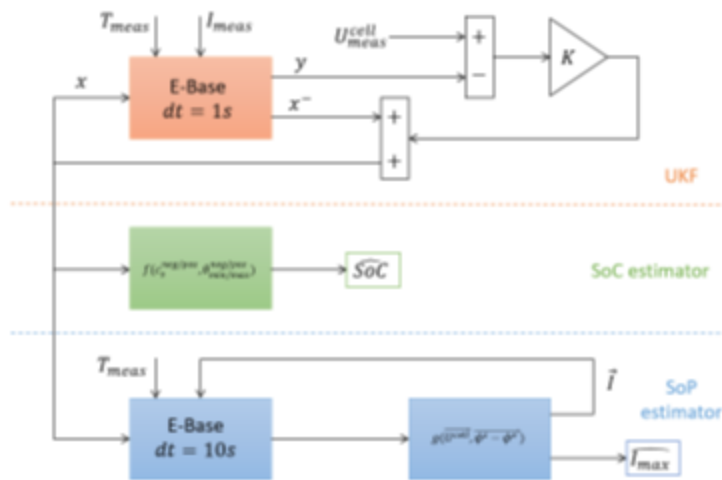 T_meas I_meas
U_meas^cell
+
−
K
x
E-Base
dt = 1s
y
x⁻
+
+
UKF
SoC
SoC estimator
T_meas
E-Base
dt = 10s
I⃗
SoP
estimator
I_max